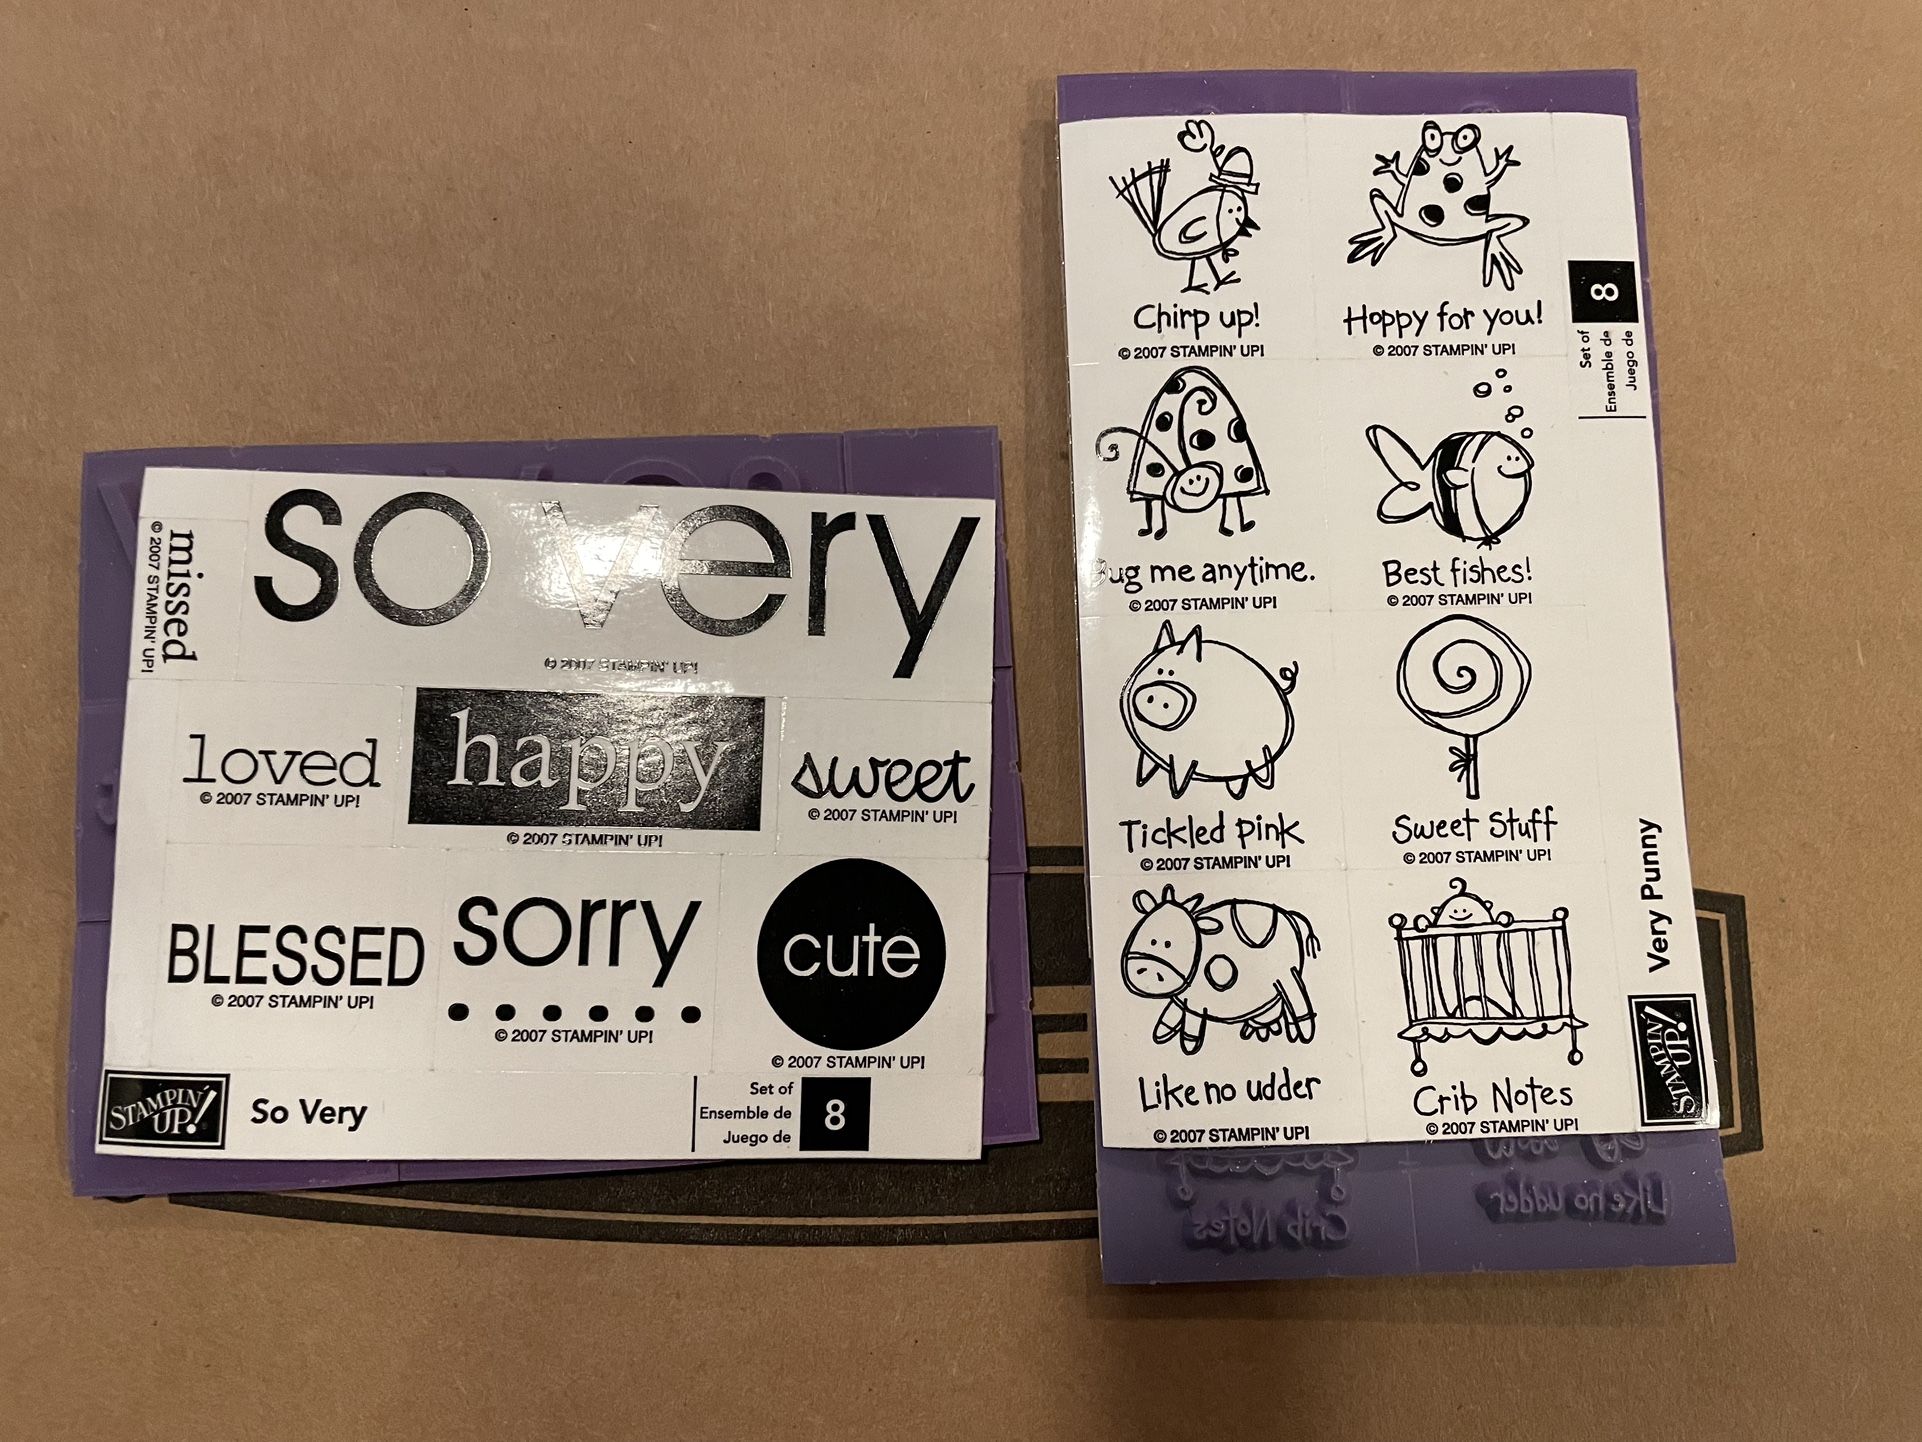 so very
© 2007 STAMPIN' UP!
missed
© 2007 STAMPIN' UP!
loved
© 2007 STAMPIN' UP!
happy
© 2007 STAMPIN' UP!
sweet
© 2007 STAMPIN' UP!
BLESSED
© 2007 STAMPIN' UP!
sorry
© 2007 STAMPIN' UP!
cute
© 2007 STAMPIN' UP!
STAMPIN' UP!
So Very
Set of
Ensemble de
Juego de
8
Chirp up!
© 2007 STAMPIN' UP!
Hoppy for you!
© 2007 STAMPIN' UP!
Bug me anytime.
© 2007 STAMPIN' UP!
Best fishes!
© 2007 STAMPIN' UP!
Tickled pink
© 2007 STAMPIN' UP!
Sweet Stuff
© 2007 STAMPIN' UP!
Like no udder
© 2007 STAMPIN' UP!
Crib Notes
© 2007 STAMPIN' UP!
8
Set of
Ensemble de
Juego de
Very Punny
STAMPIN' UP!
Crib Notes
Like no udder